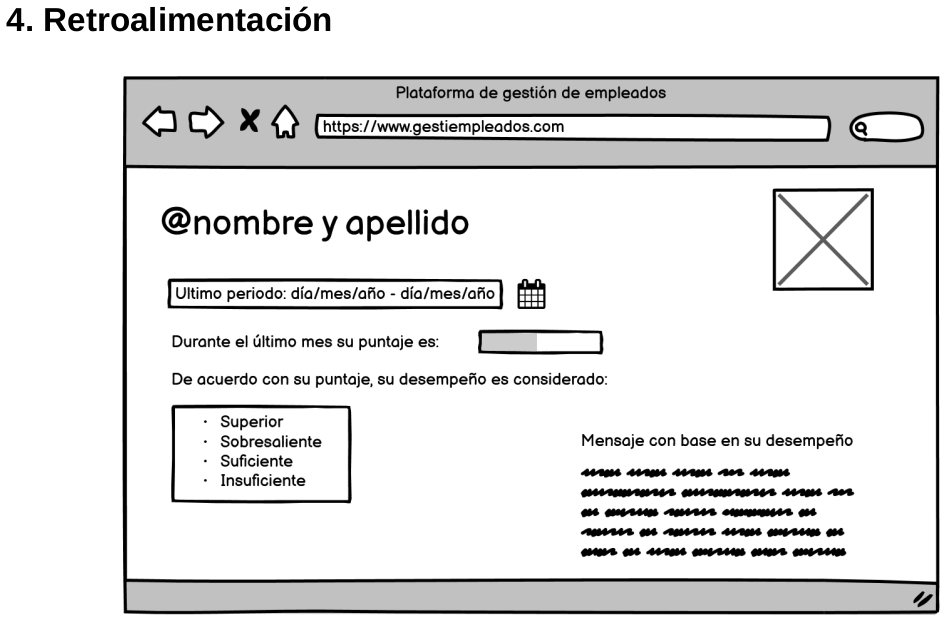 4. Retroalimentación
Plataforma de gestión de empleados
https://www.gestiempleados.com
@nombre y apellido
Ultimo periodo: día/mes/año - día/mes/año
Durante el último mes su puntaje es:
De acuerdo con su puntaje, su desempeño es considerado:
· Superior
· Sobresaliente
· Suficiente
· Insuficiente
Mensaje con base en su desempeño